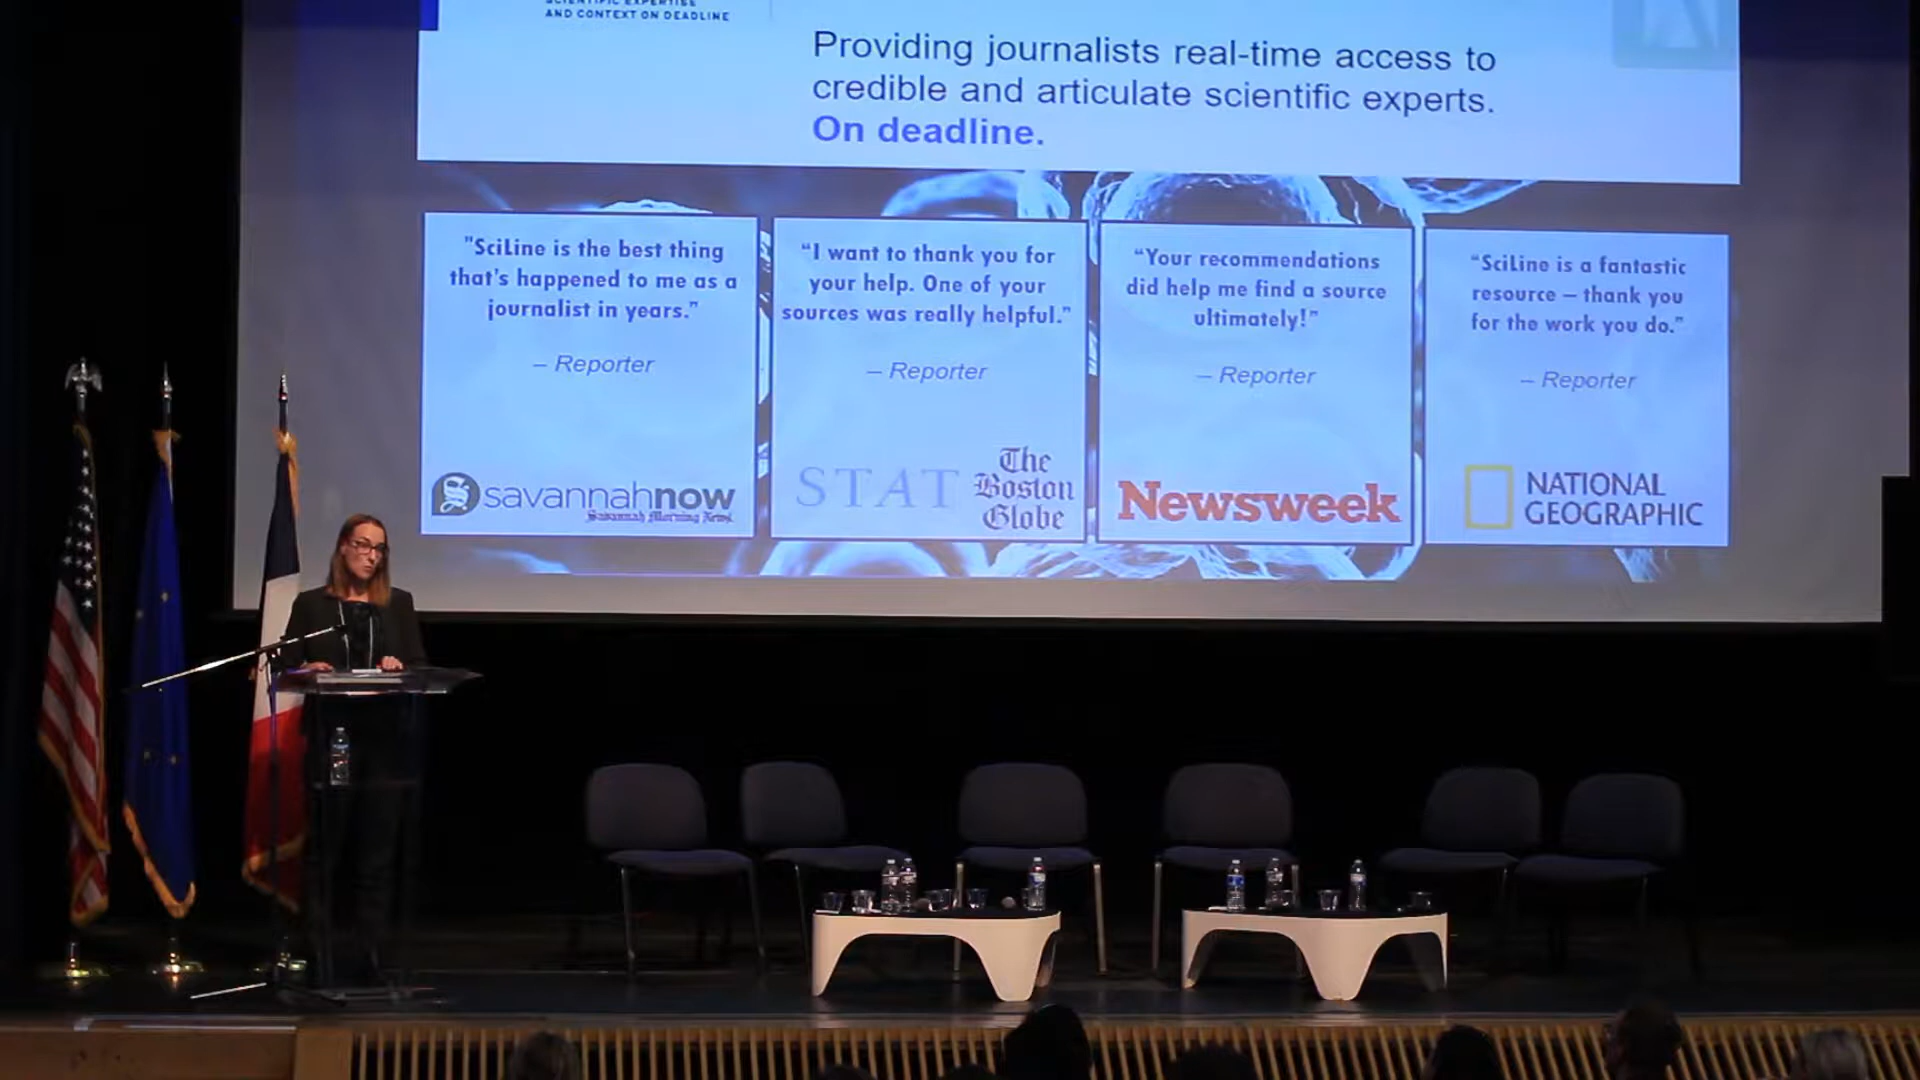 SCIENTIFIC EXPERTISE
AND CONTEXT ON DEADLINE
Providing journalists real-time access to
credible and articulate scientific experts.
On deadline.
"SciLine is the best thing
that's happened to me as a
journalist in years.”
– Reporter
savannahnow
Savannah Morning News
“I want to thank you for
your help. One of your
sources was really helpful.”
– Reporter
STAT
The
Boston
Globe
“Your recommendations
did help me find a source
ultimately!”
– Reporter
Newsweek
“SciLine is a fantastic
resource – thank you
for the work you do.”
– Reporter
NATIONAL
GEOGRAPHIC